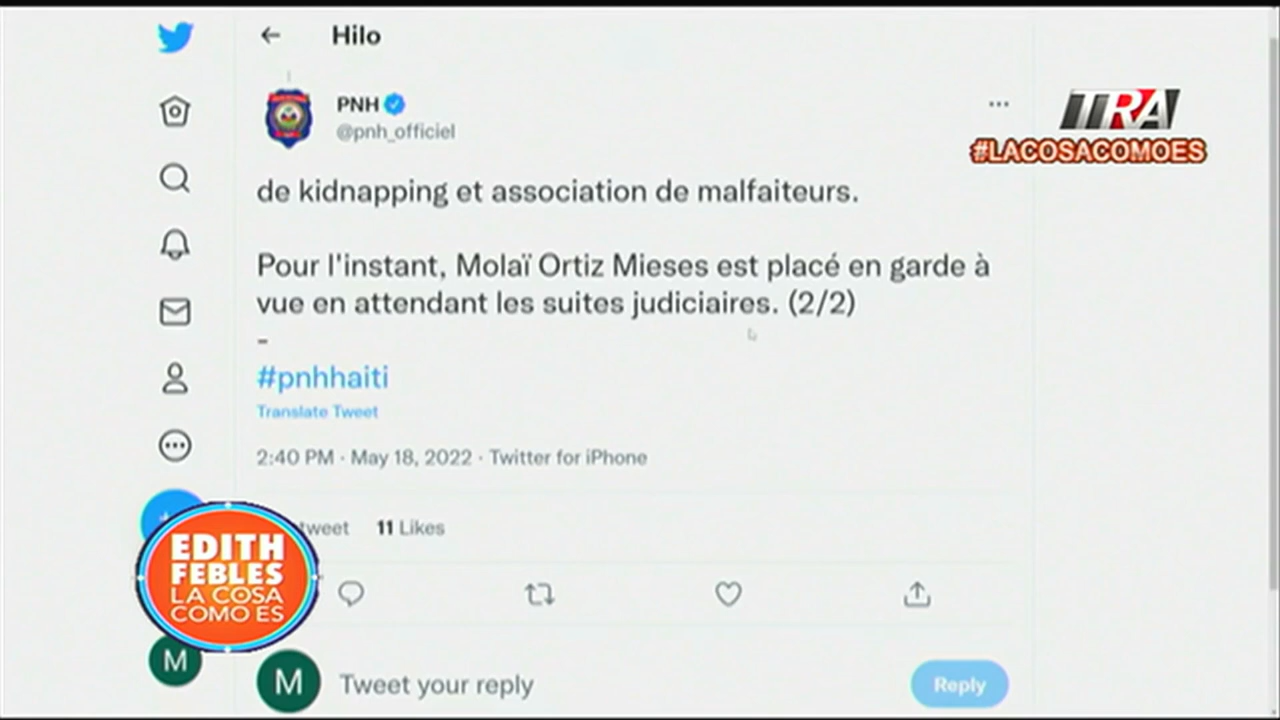 Hilo
PNH
@pnh_officiel
TRA
#LACOSACOMOES
de kidnapping et association de malfaiteurs.
Pour l'instant, Molaï Ortiz Mieses est placé en garde à
vue en attendant les suites judiciaires. (2/2)
-
#pnhhaiti
Translate Tweet
2:40 PM · May 18, 2022 · Twitter for iPhone
tweet 11 Likes
EDITH
FEBLES
LA COSA
COMO ES
M
M
Tweet your reply
Reply